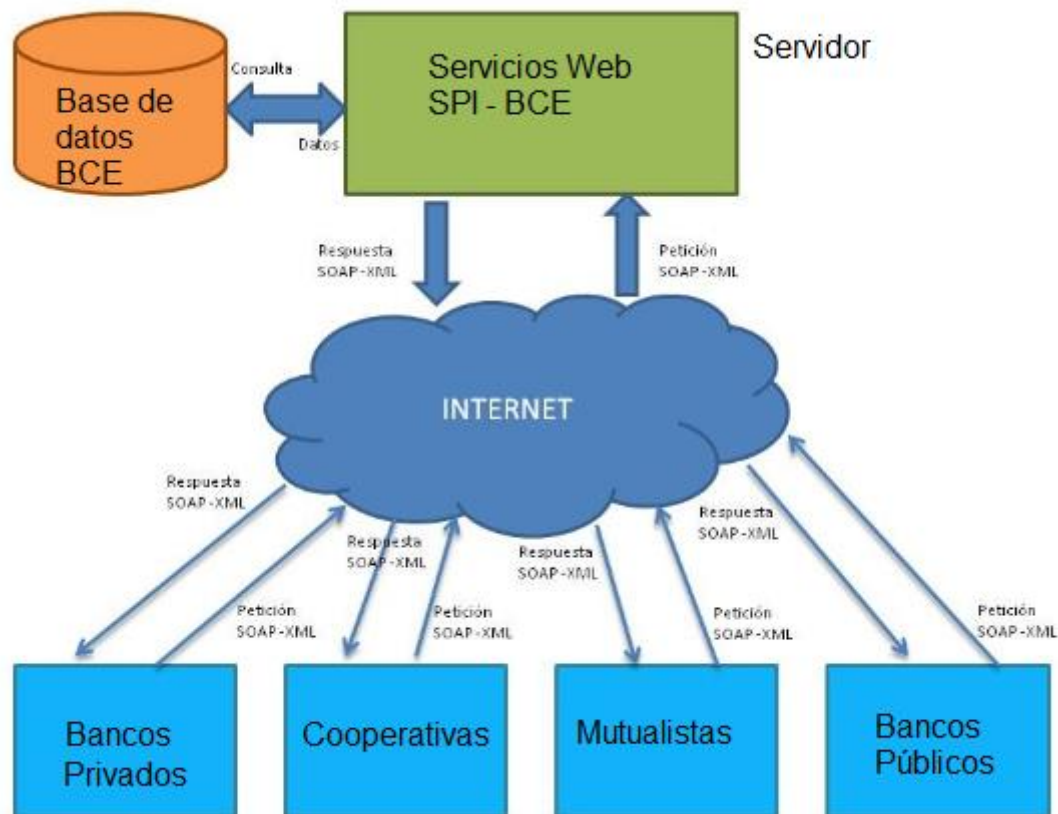 Servidor
Servicios Web
SPI - BCE
Consulta
Base de
datos
BCE
Datos
Respuesta
SOAP-XML
Petición
SOAP-XML
INTERNET
Respuesta
SOAP-XML
Petición
SOAP-XML
Respuesta
SOAP-XML
Petición
SOAP-XML
Respuesta
SOAP-XML
Petición
SOAP-XML
Respuesta
SOAP-XML
Petición
SOAP-XML
Bancos
Privados
Cooperativas
Mutualistas
Bancos
Públicos